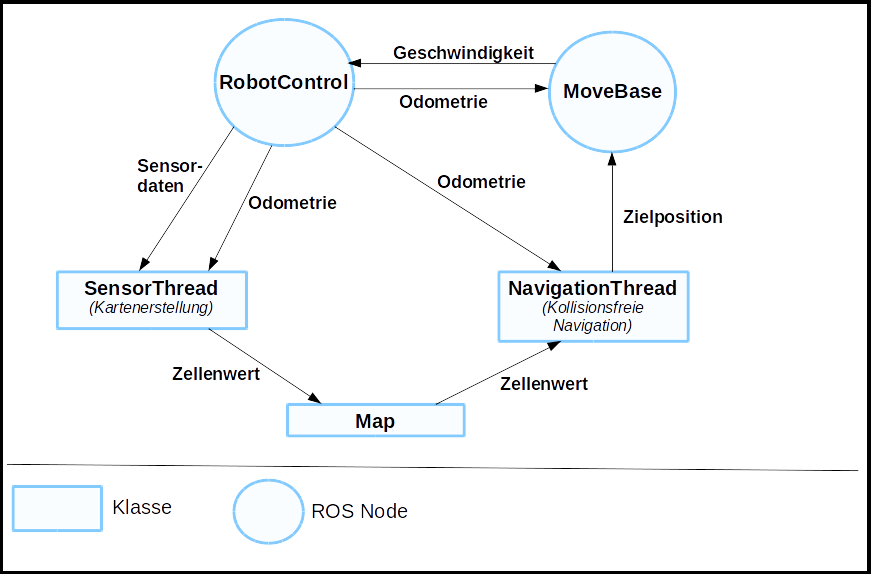 Geschwindigkeit
RobotControl
MoveBase
Odometrie
Sensor-
daten
Odometrie
Odometrie
Zielposition
SensorThread
(Kartenerstellung)
NavigationThread
(Kollisionsfreie
Navigation)
Zellenwert
Zellenwert
Map
Klasse
ROS Node